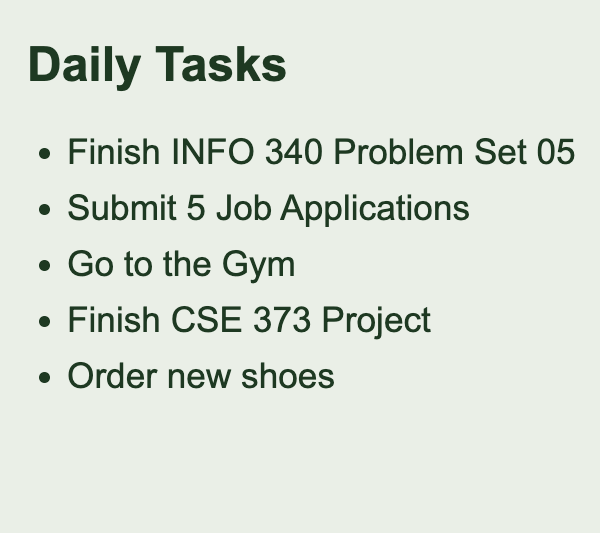 Daily Tasks
• Finish INFO 340 Problem Set 05
• Submit 5 Job Applications
• Go to the Gym
• Finish CSE 373 Project
• Order new shoes